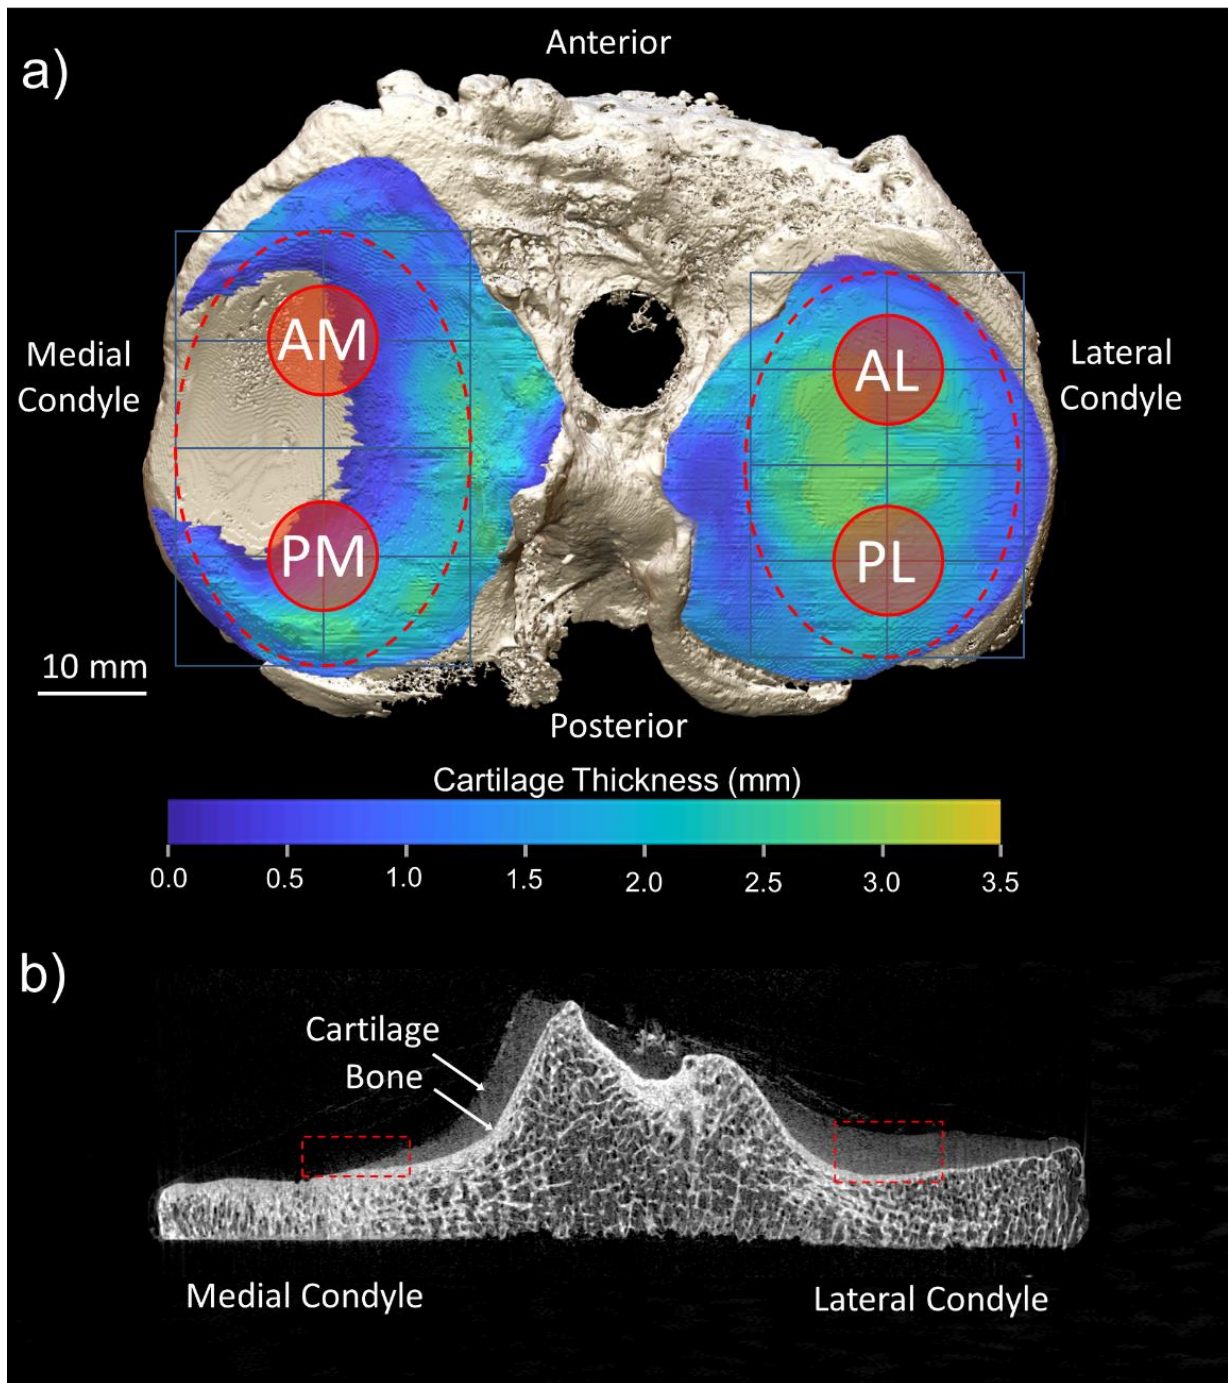 a)
Anterior
Medial
Condyle
AM
AL
Lateral
Condyle
PM
PL
10 mm
Posterior
Cartilage Thickness (mm)
0.0 0.5 1.0 1.5 2.0 2.5 3.0 3.5
b)
Cartilage
Bone
Medial Condyle
Lateral Condyle